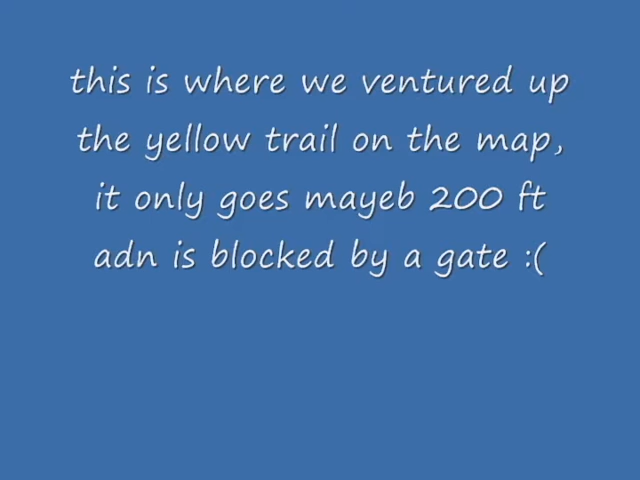 this is where we ventured up
the yellow trail on the map,
it only goes mayeb 200 ft
adn is blocked by a gate :(